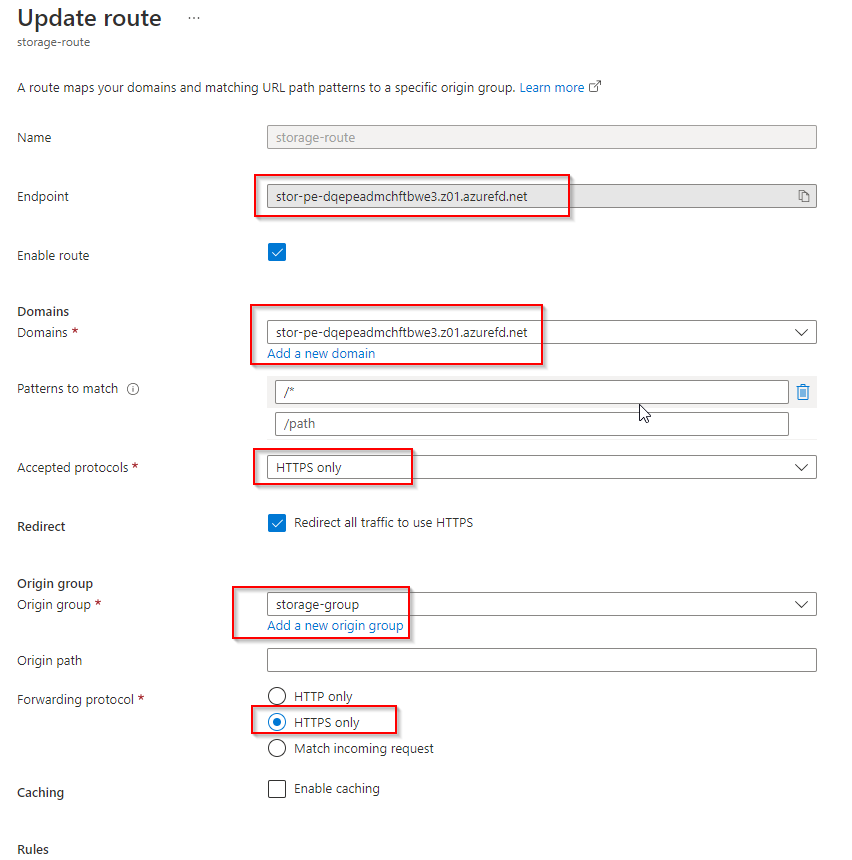 Update route ...
storage-route
A route maps your domains and matching URL path patterns to a specific origin group. Learn more
Name
storage-route
Endpoint
stor-pe-dqepeadmchftbwe3.z01.azurefd.net
Enable route
Domains
Domains *
stor-pe-dqepeadmchftbwe3.z01.azurefd.net
Add a new domain
Patterns to match
/*
/path
Accepted protocols *
HTTPS only
Redirect
Redirect all traffic to use HTTPS
Origin group
Origin group *
storage-group
Add a new origin group
Origin path
Forwarding protocol *
HTTP only
HTTPS only
Match incoming request
Caching
Enable caching
Rules